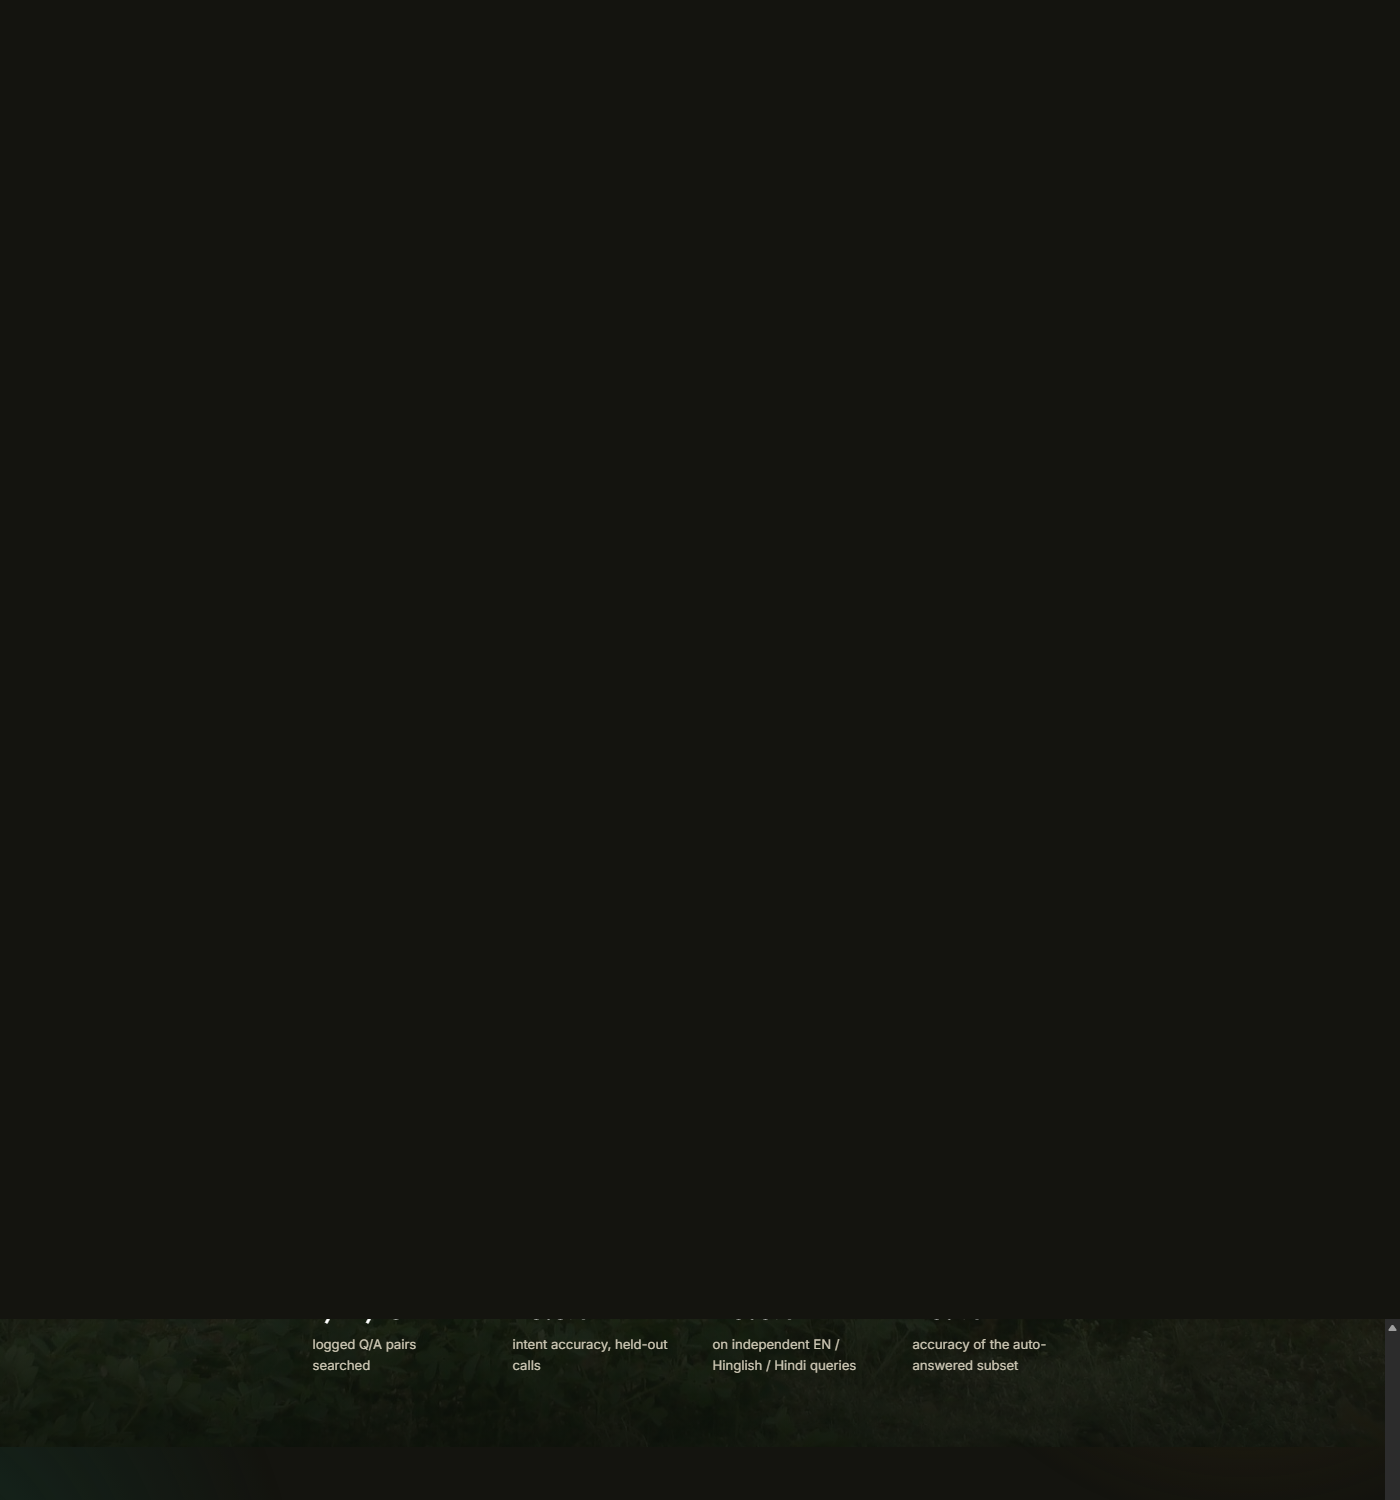 logged Q/A pairs
searched
intent accuracy, held-out
calls
on independent EN /
Hinglish / Hindi queries
accuracy of the auto-
answered subset